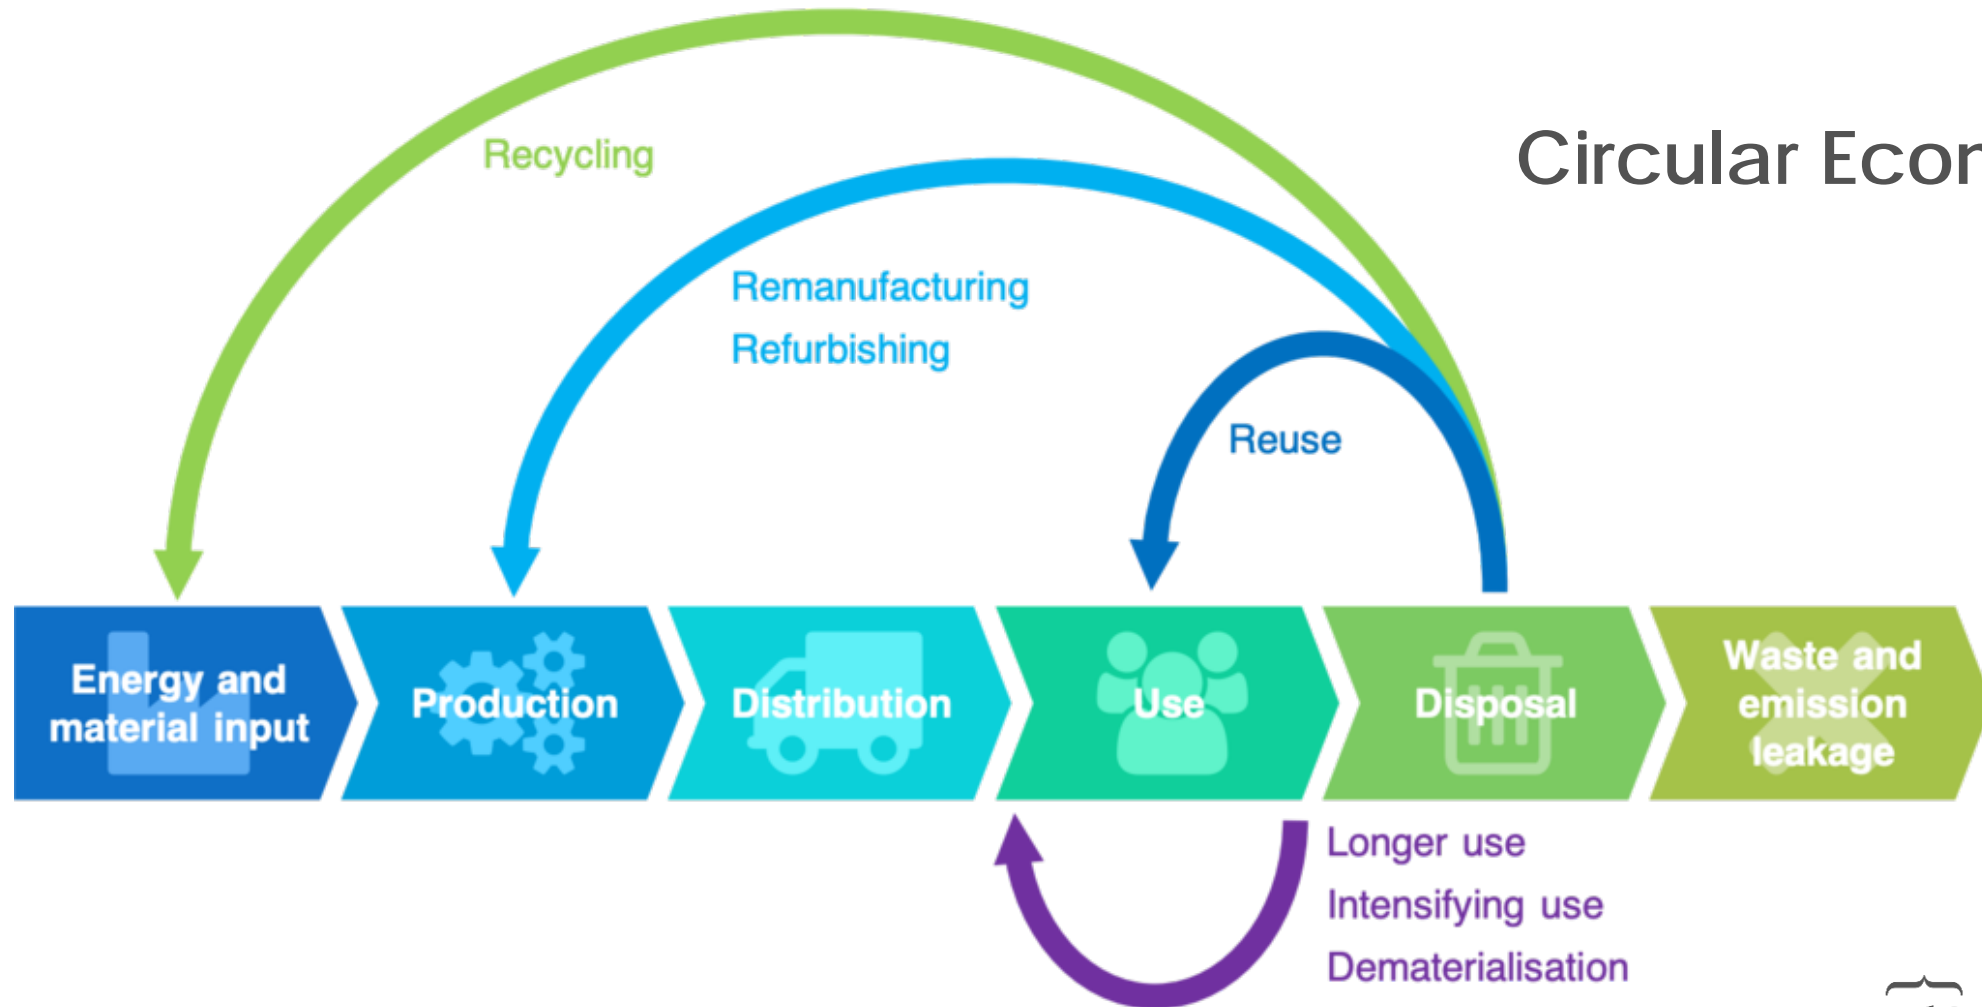 Recycling
Circular Econ
Remanufacturing
Refurbishing
Reuse
Energy and
material input
Production
Distribution
Use
Disposal
Waste and
emission
leakage
Longer use
Intensifying use
Dematerialisation